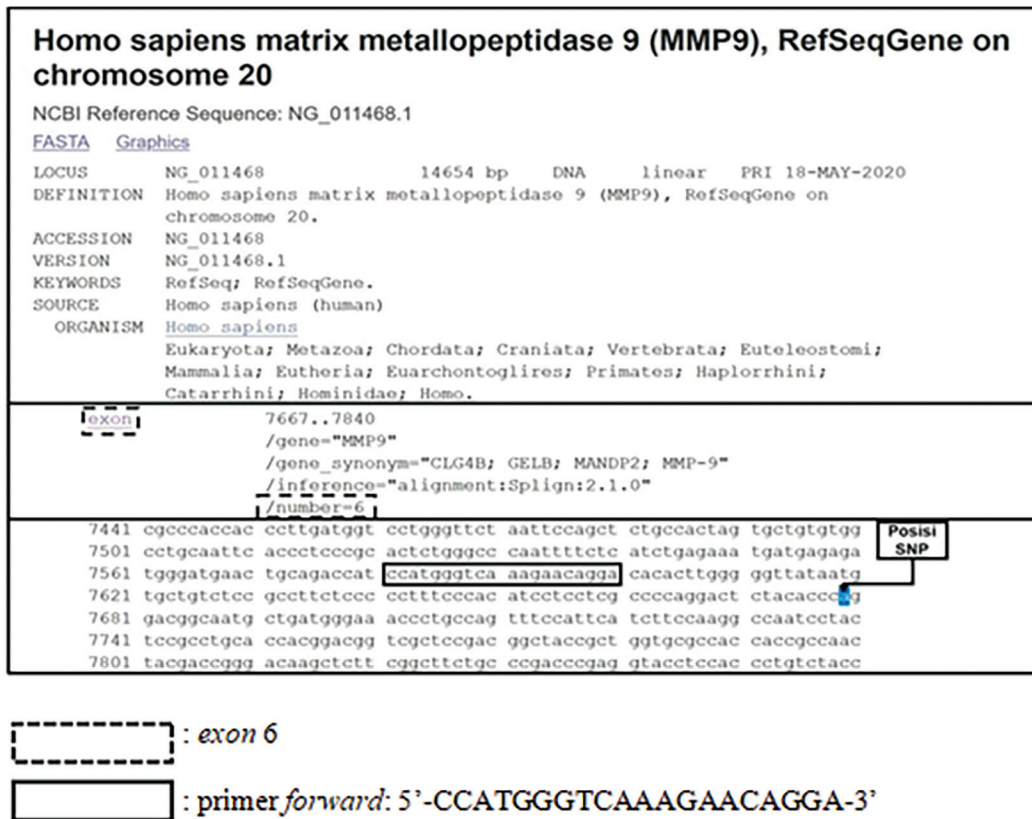 Homo sapiens matrix metallopeptidase 9 (MMP9), RefSeqGene on
chromosome 20
NCBI Reference Sequence: NG_011468.1
FASTA Graphics
LOCUS NG_011468 14654 bp DNA linear PRI 18-MAY-2020
DEFINITION Homo sapiens matrix metallopeptidase 9 (MMP9), RefSeqGene on
chromosome 20.
ACCESSION NG_011468
VERSION NG_011468.1
KEYWORDS RefSeq; RefSeqGene.
SOURCE Homo sapiens (human)
ORGANISM Homo sapiens
Eukaryota; Metazoa; Chordata; Craniata; Vertebrata; Euteleostomi;
Mammalia; Eutheria; Euarchontoglires; Primates; Haplorrhini;
Catarrhini; Hominidae; Homo.
exon 7667..7840
/gene="MMP9"
/gene_synonym="CLG4B; GELB; MANDP2; MMP-9"
/inference="alignment:Splign:2.1.0"
/number=6
7441 cgcccaccac cccttgatggt cctgggttct aattccagct ctgccactag tgctgtgtgg
7501 cctgcaattc accctcccgc actctgggcc caattttctc atctgagaaa tgatgagaga
7561 tgggatgaac tgcagaccat ccatgggtca aagaacagga cacacttggg ggttataatg
7621 tgctgtctcc gccttctccc cctttcccac atcctcctcg ccccaggact ctacaccc g
7681 gacggcaatg ctgatgggaa accctgccag tttccattca tcttccaagg ccaatcctac
7741 tccgcctgca ccacggacgg tcgctccgac ggctaccgct ggtgcgccac caccgccaac
7801 tacgaccggg acaagctctt cggcttctgc ccgacccgag gtacctccac cctgtctacc
Posisi
SNP
: exon 6
: primer forward: 5’-CCATGGGTCAAAGAACAGGA-3’